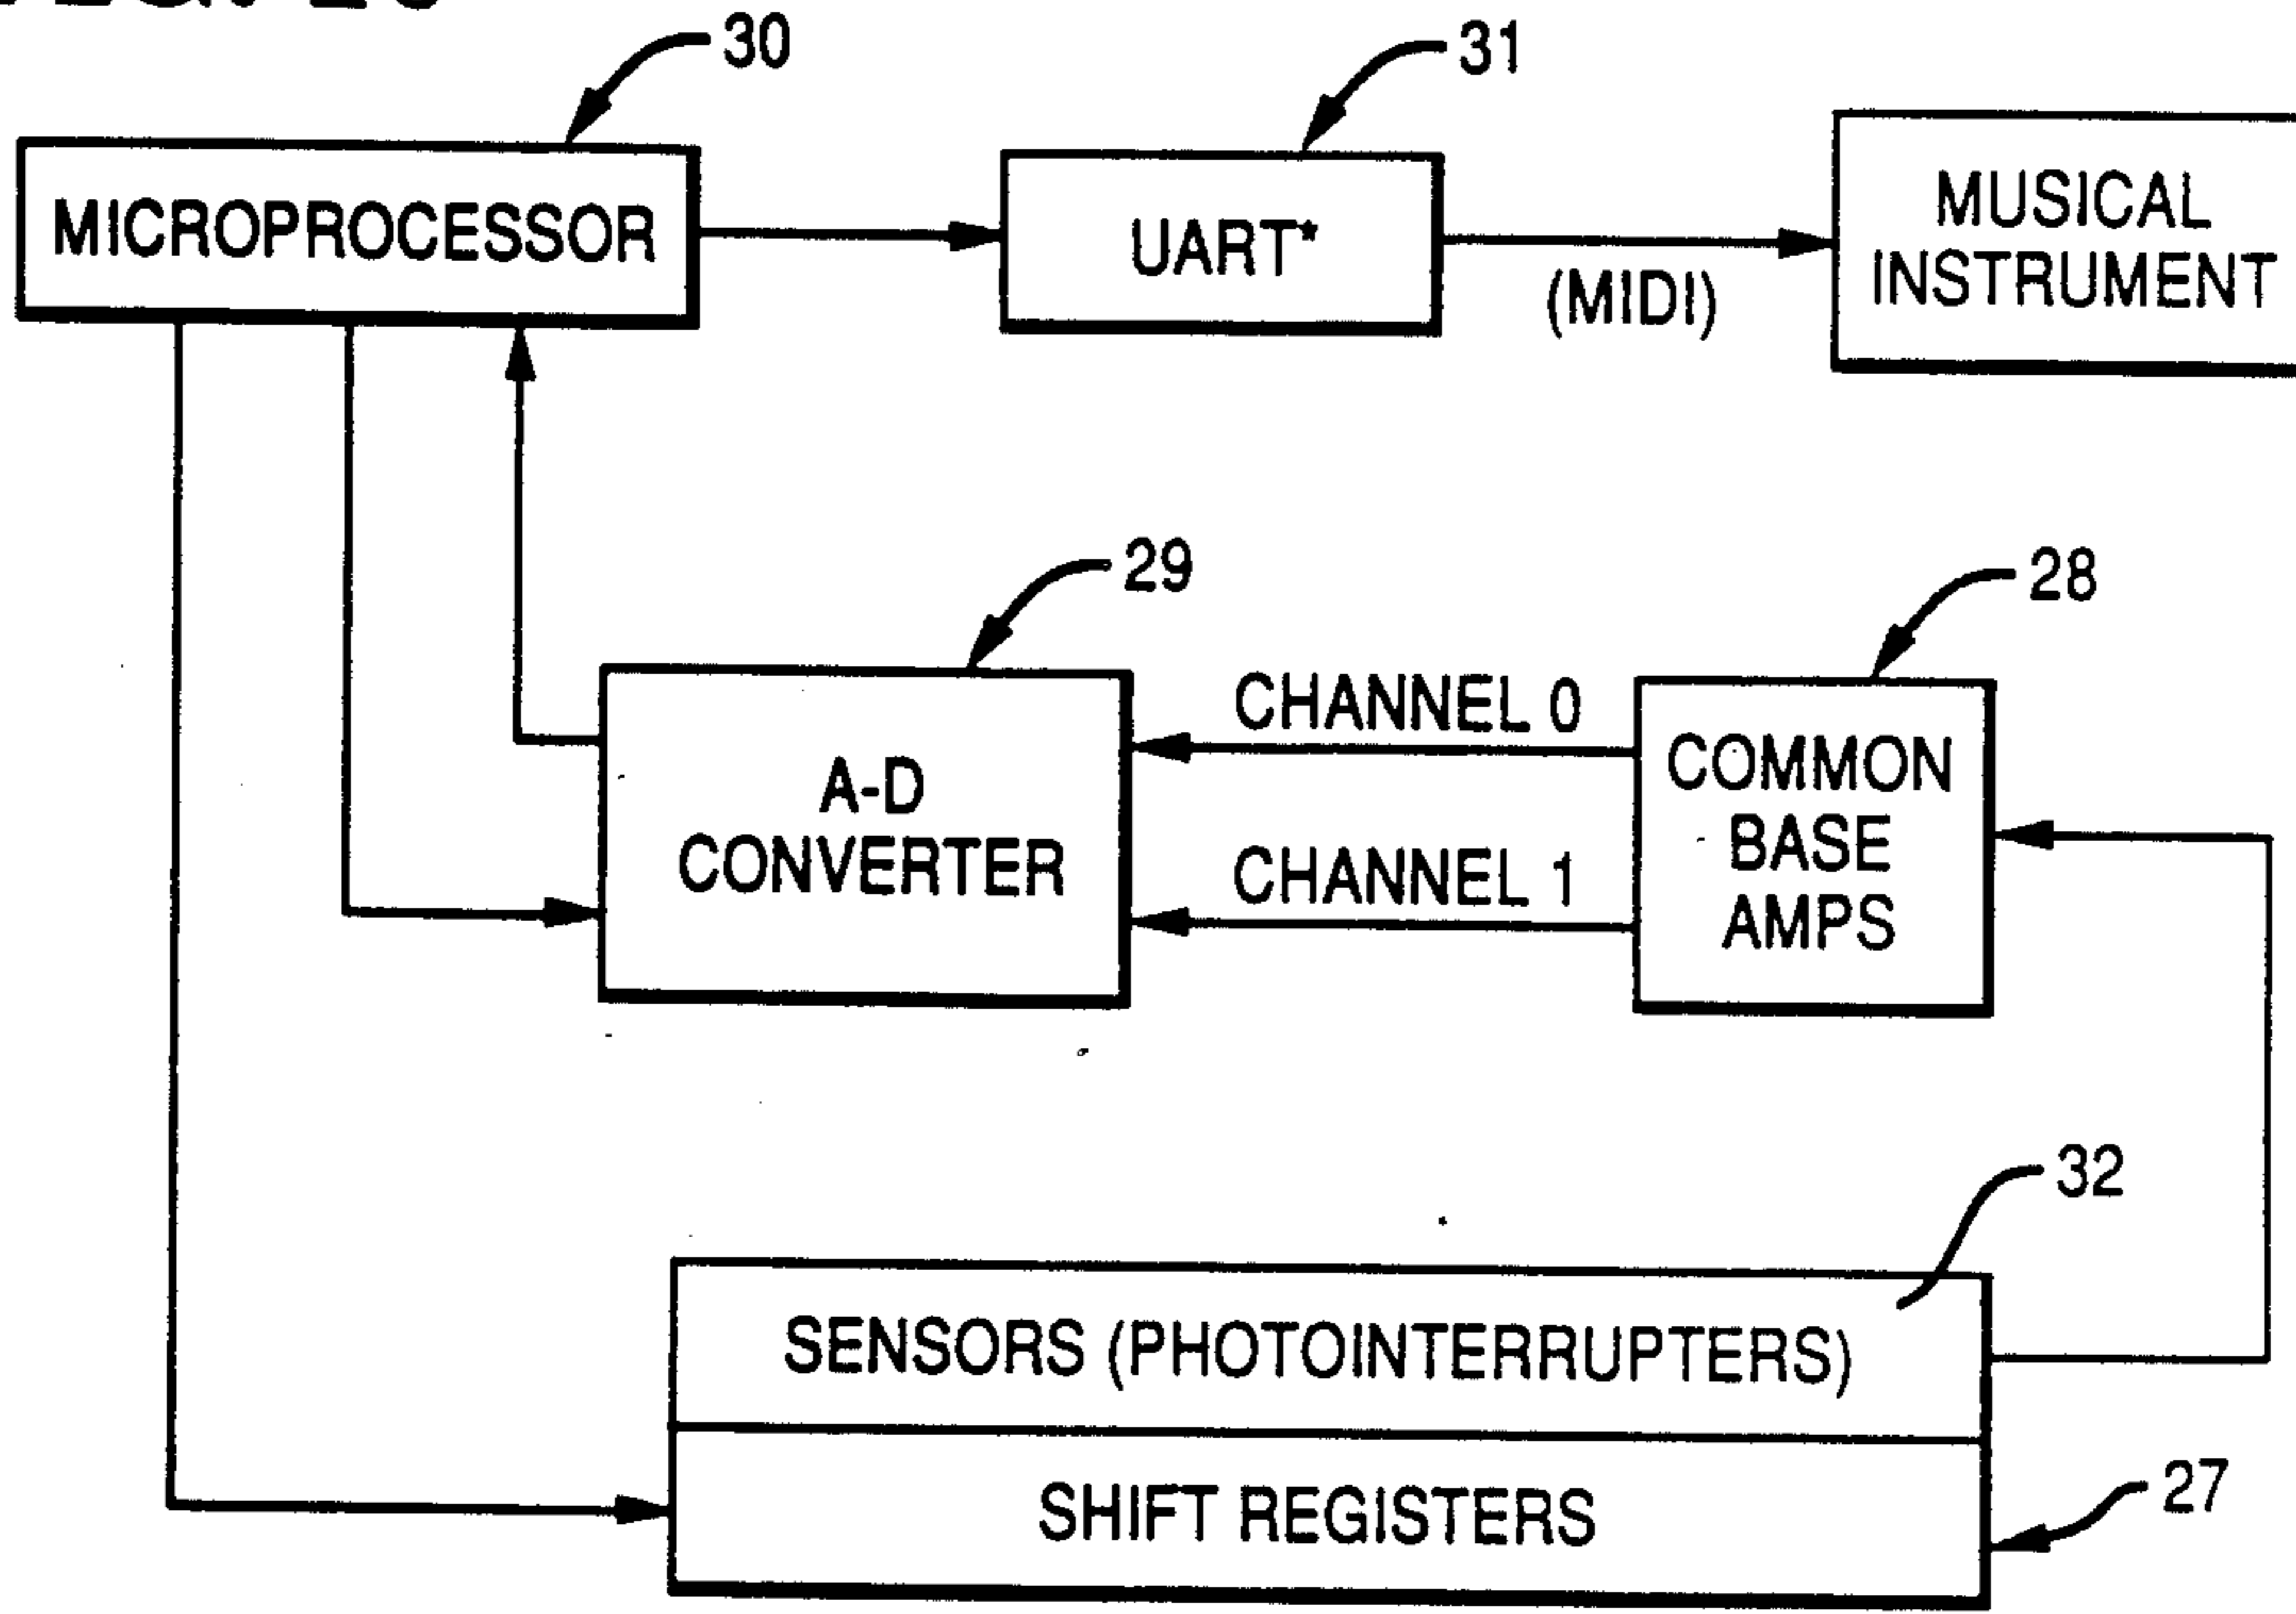 30
31
MICROPROCESSOR
UART*
(MIDI)
MUSICAL
INSTRUMENT
29
28
CHANNEL 0
A-D
CONVERTER
COMMON
BASE
AMPS
CHANNEL 1
32
SENSORS (PHOTOINTERRUPTERS)
SHIFT REGISTERS
27